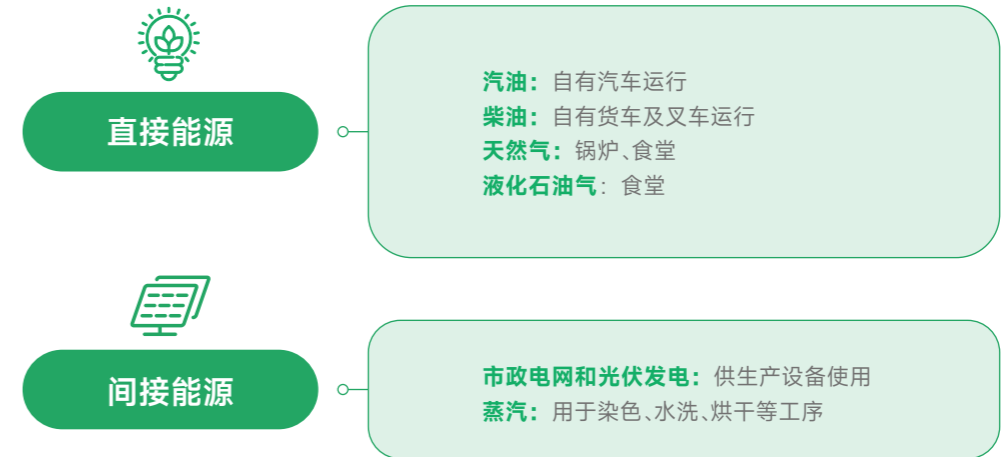 直接能源
汽油：自有汽车运行
柴油：自有货车及叉车运行
天然气：锅炉、食堂
液化石油气：食堂
间接能源
市政电网和光伏发电：供生产设备使用
蒸汽：用于染色、水洗、烘干等工序